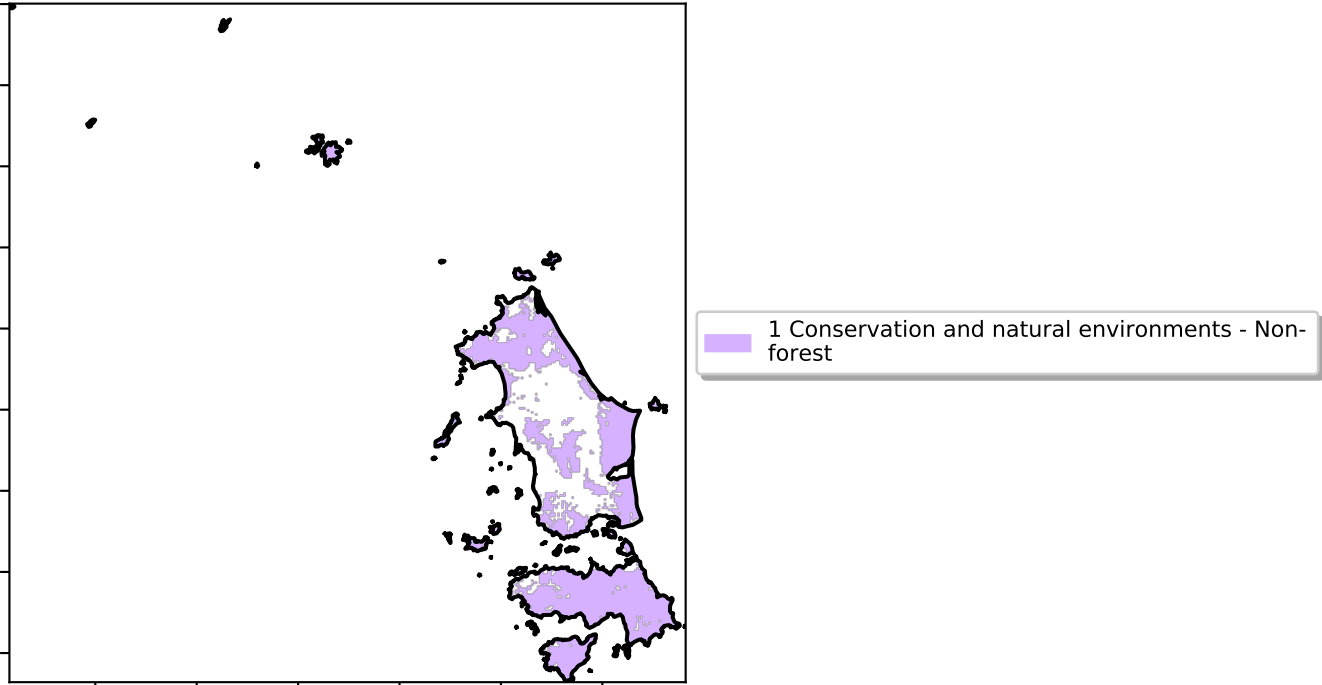 1 Conservation and natural environments - Non-
forest